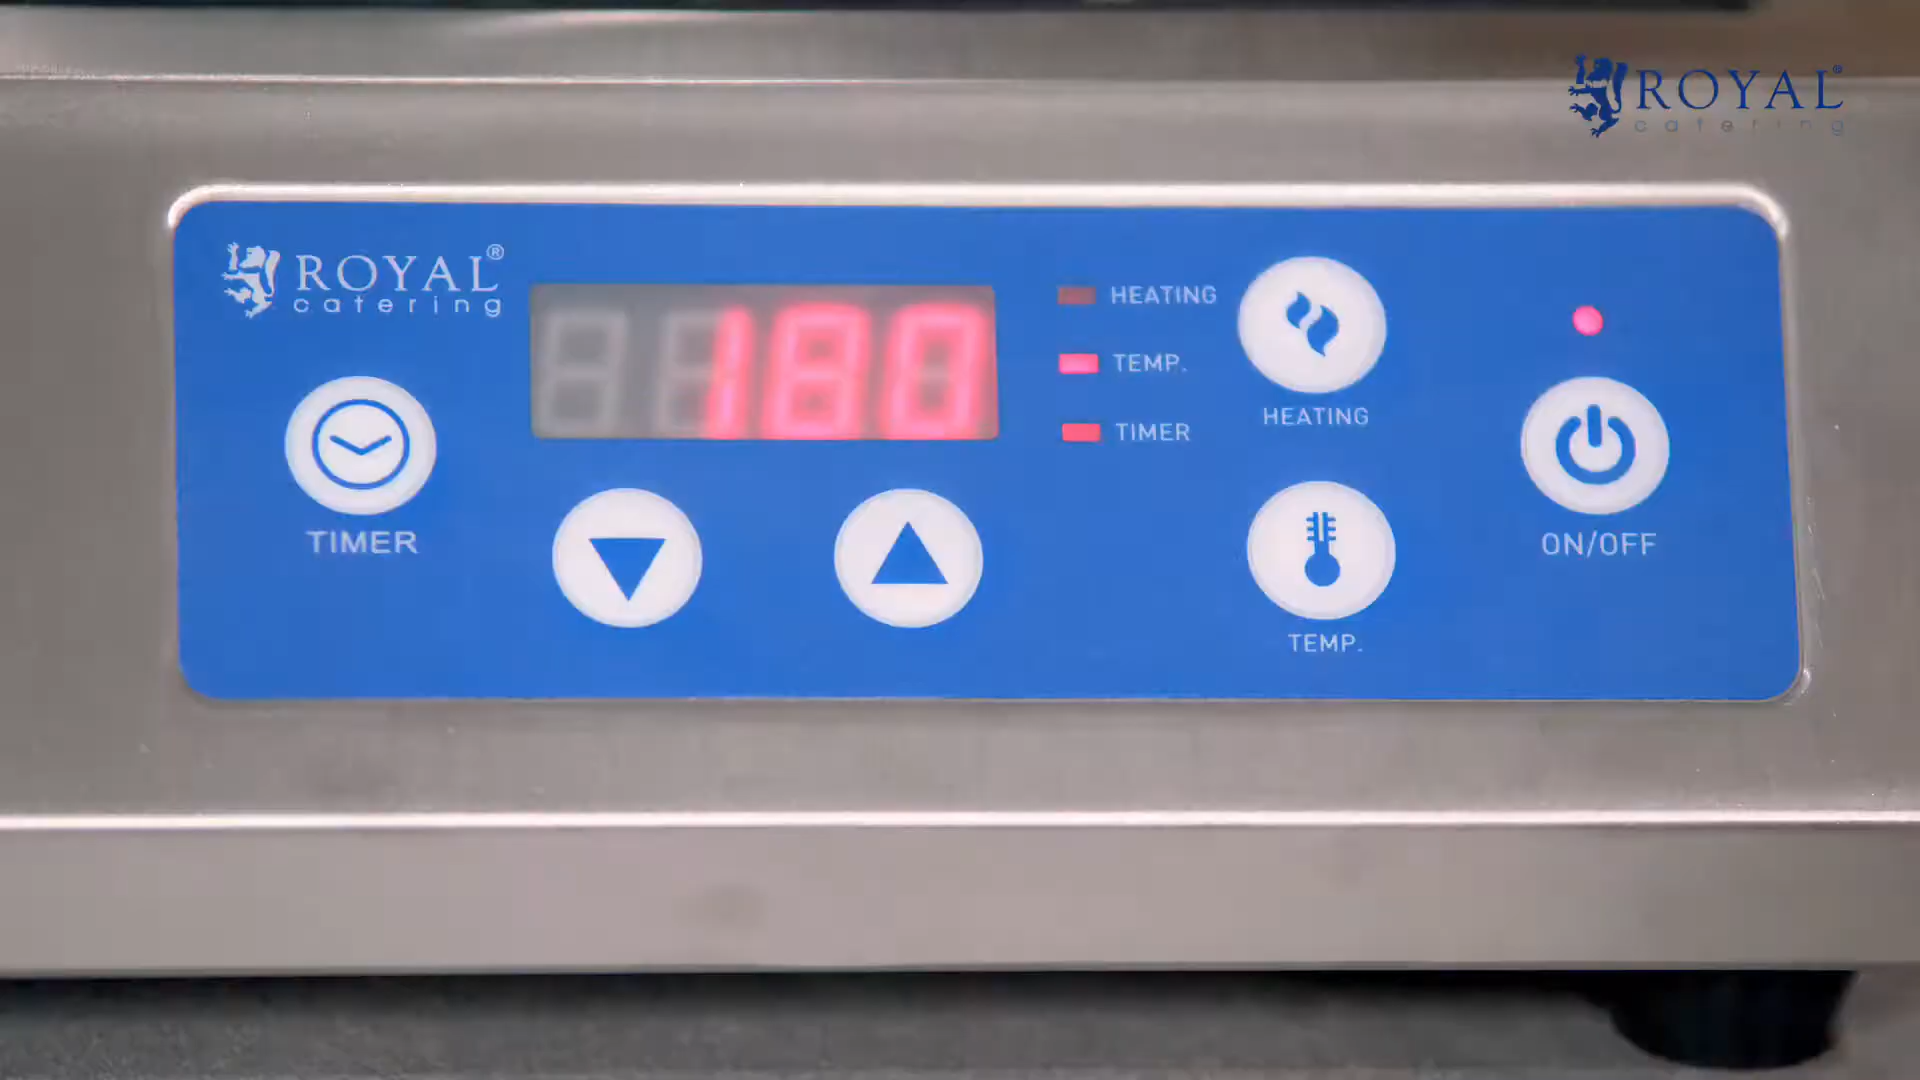 ROYAL®
catering
ROYAL®
catering
180
HEATING
TEMP.
TIMER
HEATING
TIMER
ON/OFF
TEMP.